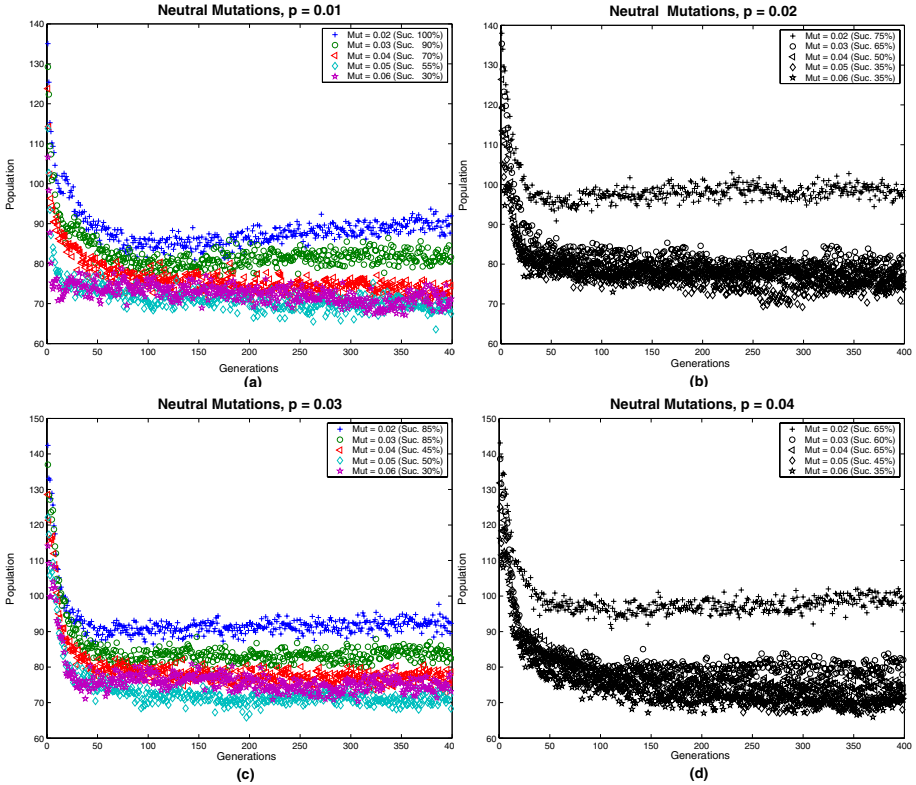 Neutral Mutations, p = 0.01
140
130
120
110
100
90
80
70
60
Population
Mut = 0.02 (Suc. 100%)
Mut = 0.03 (Suc. 90%)
Mut = 0.04 (Suc. 70%)
Mut = 0.05 (Suc. 55%)
Mut = 0.06 (Suc. 30%)
0 50 100 150 200 250 300 350 40
Generations
(a)
Neutral Mutations, p = 0.02
140
130
120
110
100
90
80
70
60
Population
Mut = 0.02 (Suc. 75%)
Mut = 0.03 (Suc. 65%)
Mut = 0.04 (Suc. 50%)
Mut = 0.05 (Suc. 35%)
Mut = 0.06 (Suc. 35%)
0 50 100 150 200 250 300 350 400
Generations
(b)
Neutral Mutations, p = 0.03
150
140
130
120
110
100
90
80
70
60
Population
Mut = 0.02 (Suc. 85%)
Mut = 0.03 (Suc. 85%)
Mut = 0.04 (Suc. 45%)
Mut = 0.05 (Suc. 50%)
Mut = 0.06 (Suc. 30%)
0 50 100 150 200 250 300 350 40
Generations
(c)
Neutral Mutations, p = 0.04
150
140
130
120
110
100
90
80
70
60
Population
Mut = 0.02 (Suc. 65%)
Mut = 0.03 (Suc. 60%)
Mut = 0.04 (Suc. 65%)
Mut = 0.05 (Suc. 45%)
Mut = 0.06 (Suc. 35%)
0 50 100 150 200 250 300 350 400
Generations
(d)